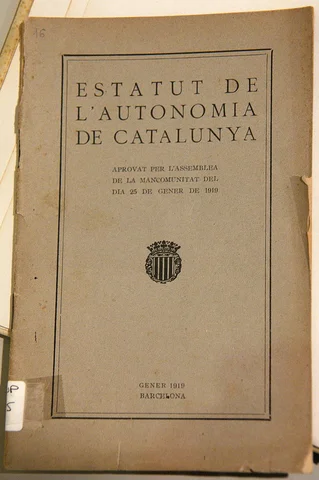 16
ESTATUT DE
L'AUTONOMIA
DE CATALUNYA
APROVAT PER L'ASSEMBLEA
DE LA MANCOMUNITAT DEL
DIA 25 DE GENER DE 1919
GENER 1919
BARCELONA